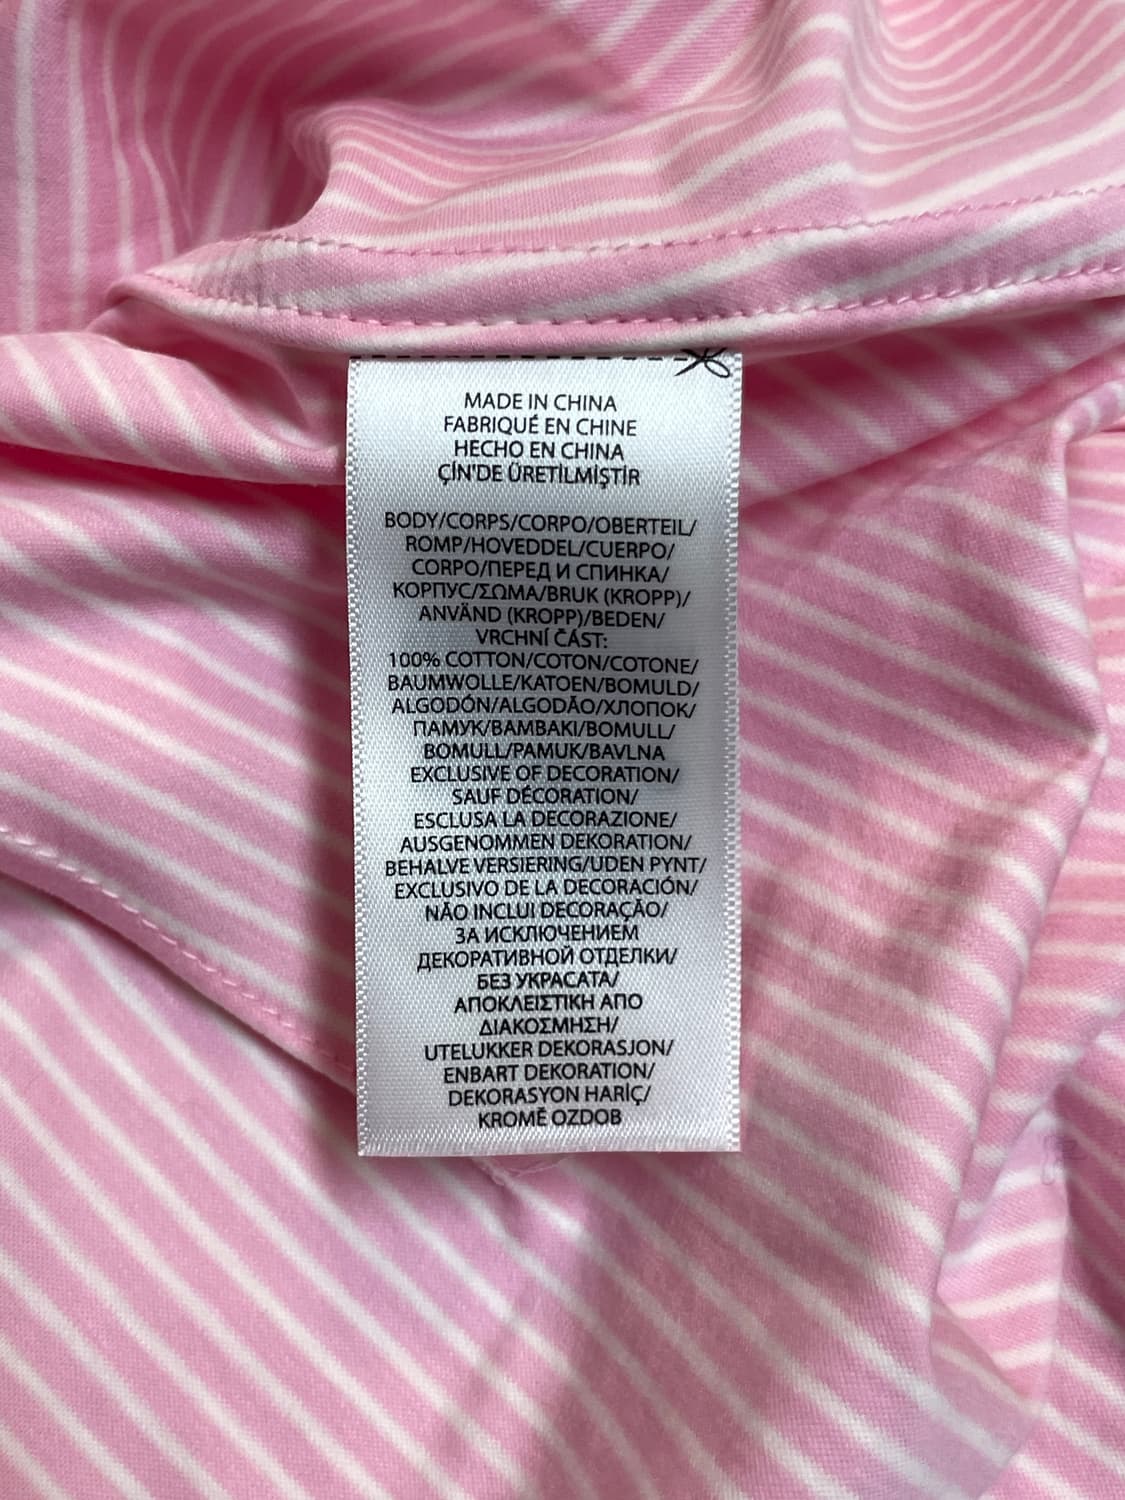 MADE IN CHINA
FABRIQUÉ EN CHINE
HECHO EN CHINA
ÇİN'DE ÜRETİLMİŞTİR
BODY/CORPS/CORPO/OBERTEIL/
ROMP/HOVEDDEL/CUERPO/
CORPO/ПЕРЕД И СПИНКА/
КОРПУС/ΣΩΜΑ/BRUK (KROPP)/
ANVÄND (KROPP)/BEDEN/
VRCHNÍ ČÁST:
100% COTTON/COTON/COTONE/
BAUMWOLLE/KATOEN/BOMULD/
ALGODÓN/ALGODÃO/ХЛОПОК/
ПАМУК/ΒΑΜΒΑΚΙ/BOMULL/
BOMULL/PAMUK/BAVLNA
EXCLUSIVE OF DECORATION/
SAUF DÉCORATION/
ESCLUSA LA DECORAZIONE/
AUSGENOMMEN DEKORATION/
BEHALVE VERSIERING/UDEN PYNT/
EXCLUSIVO DE LA DECORACIÓN/
NÃO INCLUI DECORAÇÃO/
ЗА ИСКЛЮЧЕНИЕМ
ДЕКОРАТИВНОЙ ОТДЕЛКИ/
БЕЗ УКРАСАТА/
ΑΠΟΚΛΕΙΣΤΙΚΗ ΑΠΟ
ΔΙΑΚΟΣΜΗΣΗ/
UTELUKKER DEKORASJON/
ENBART DEKORATION/
DEKORASYON HARİÇ/
KROMĚ OZDOB